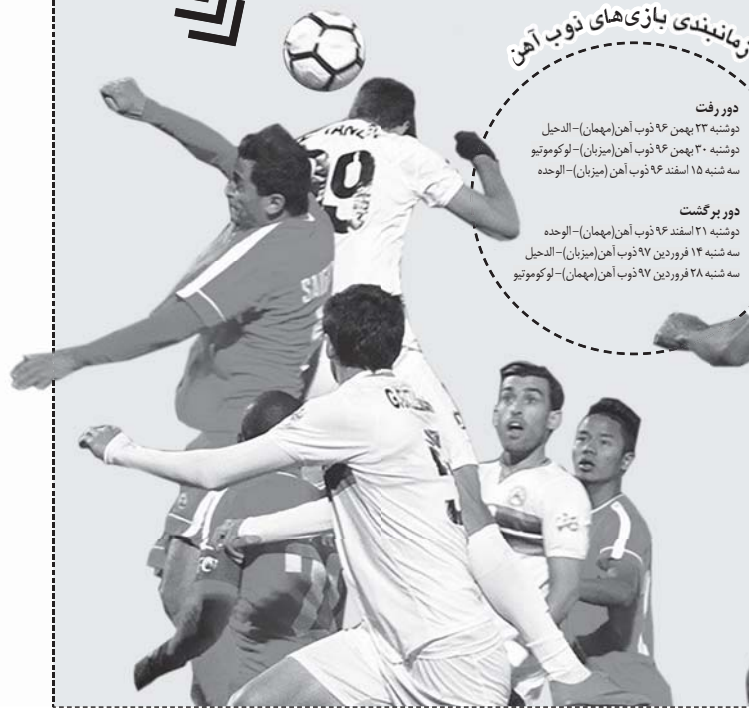 زمانبندی بازی‌های ذوب آهن
دور رفت
دوشنبه ۲۳ بهمن ۹۶ ذوب آهن(مهمان)-الدحیل
دوشنبه ۳۰ بهمن ۹۶ ذوب آهن(میزبان)-لوکوموتیو
سه شنبه ۱۵ اسفند ۹۶ ذوب آهن (میزبان)-الوحده
دور برگشت
دوشنبه ۲۱ اسفند ۹۶ ذوب آهن(مهمان)-الوحده
سه شنبه ۱۴ فروردین ۹۷ ذوب آهن(میزبان)-الدحیل
سه شنبه ۲۸ فروردین ۹۷ ذوب آهن(مهمان)-لوکوموتیو